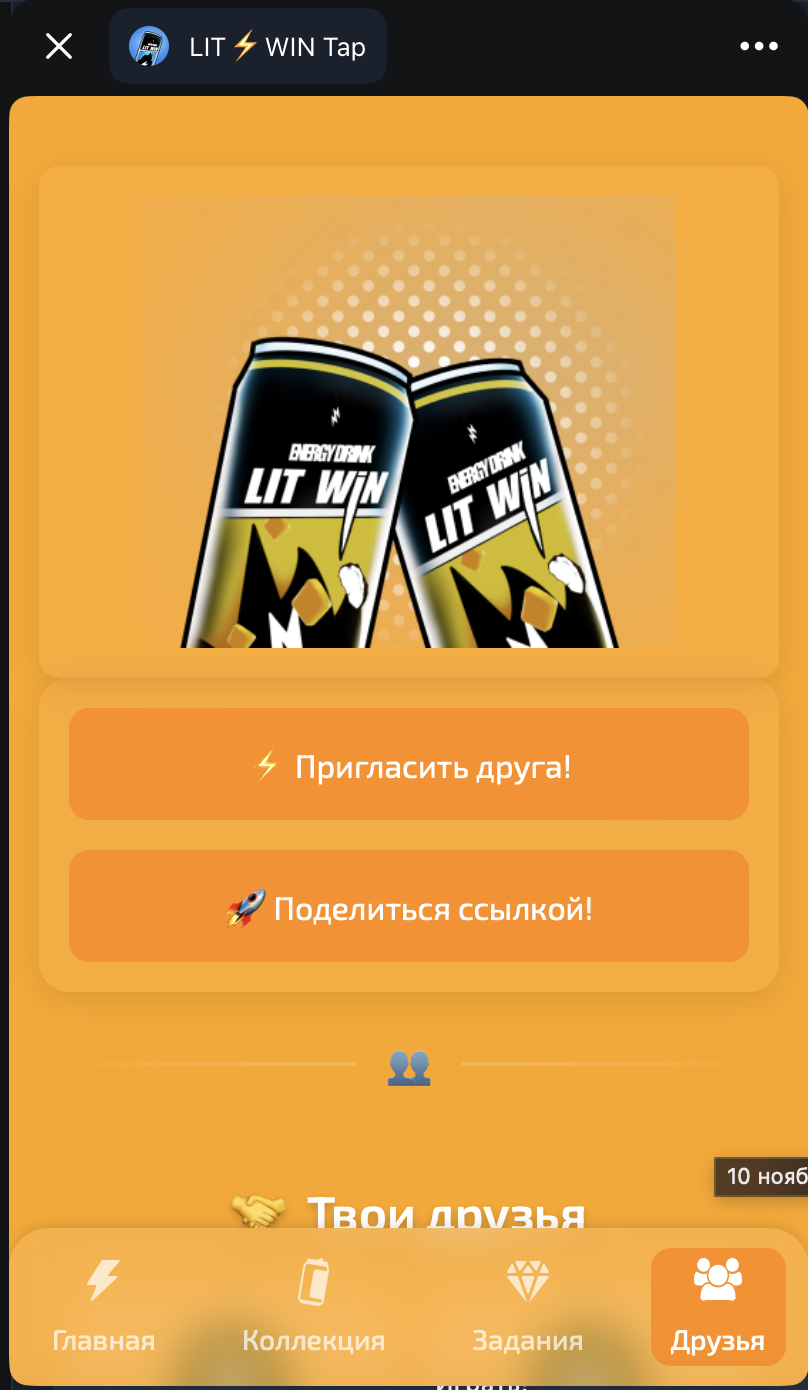 LIT⚡WIN Tap
ENERGY DRINK
LIT WIN
ENERGY DRINK
LIT WIN
⚡ Пригласить друга!
🚀 Поделиться ссылкой!
10 нояб
🤝 Твои друзья
Главная
Коллекция
Задания
Друзья